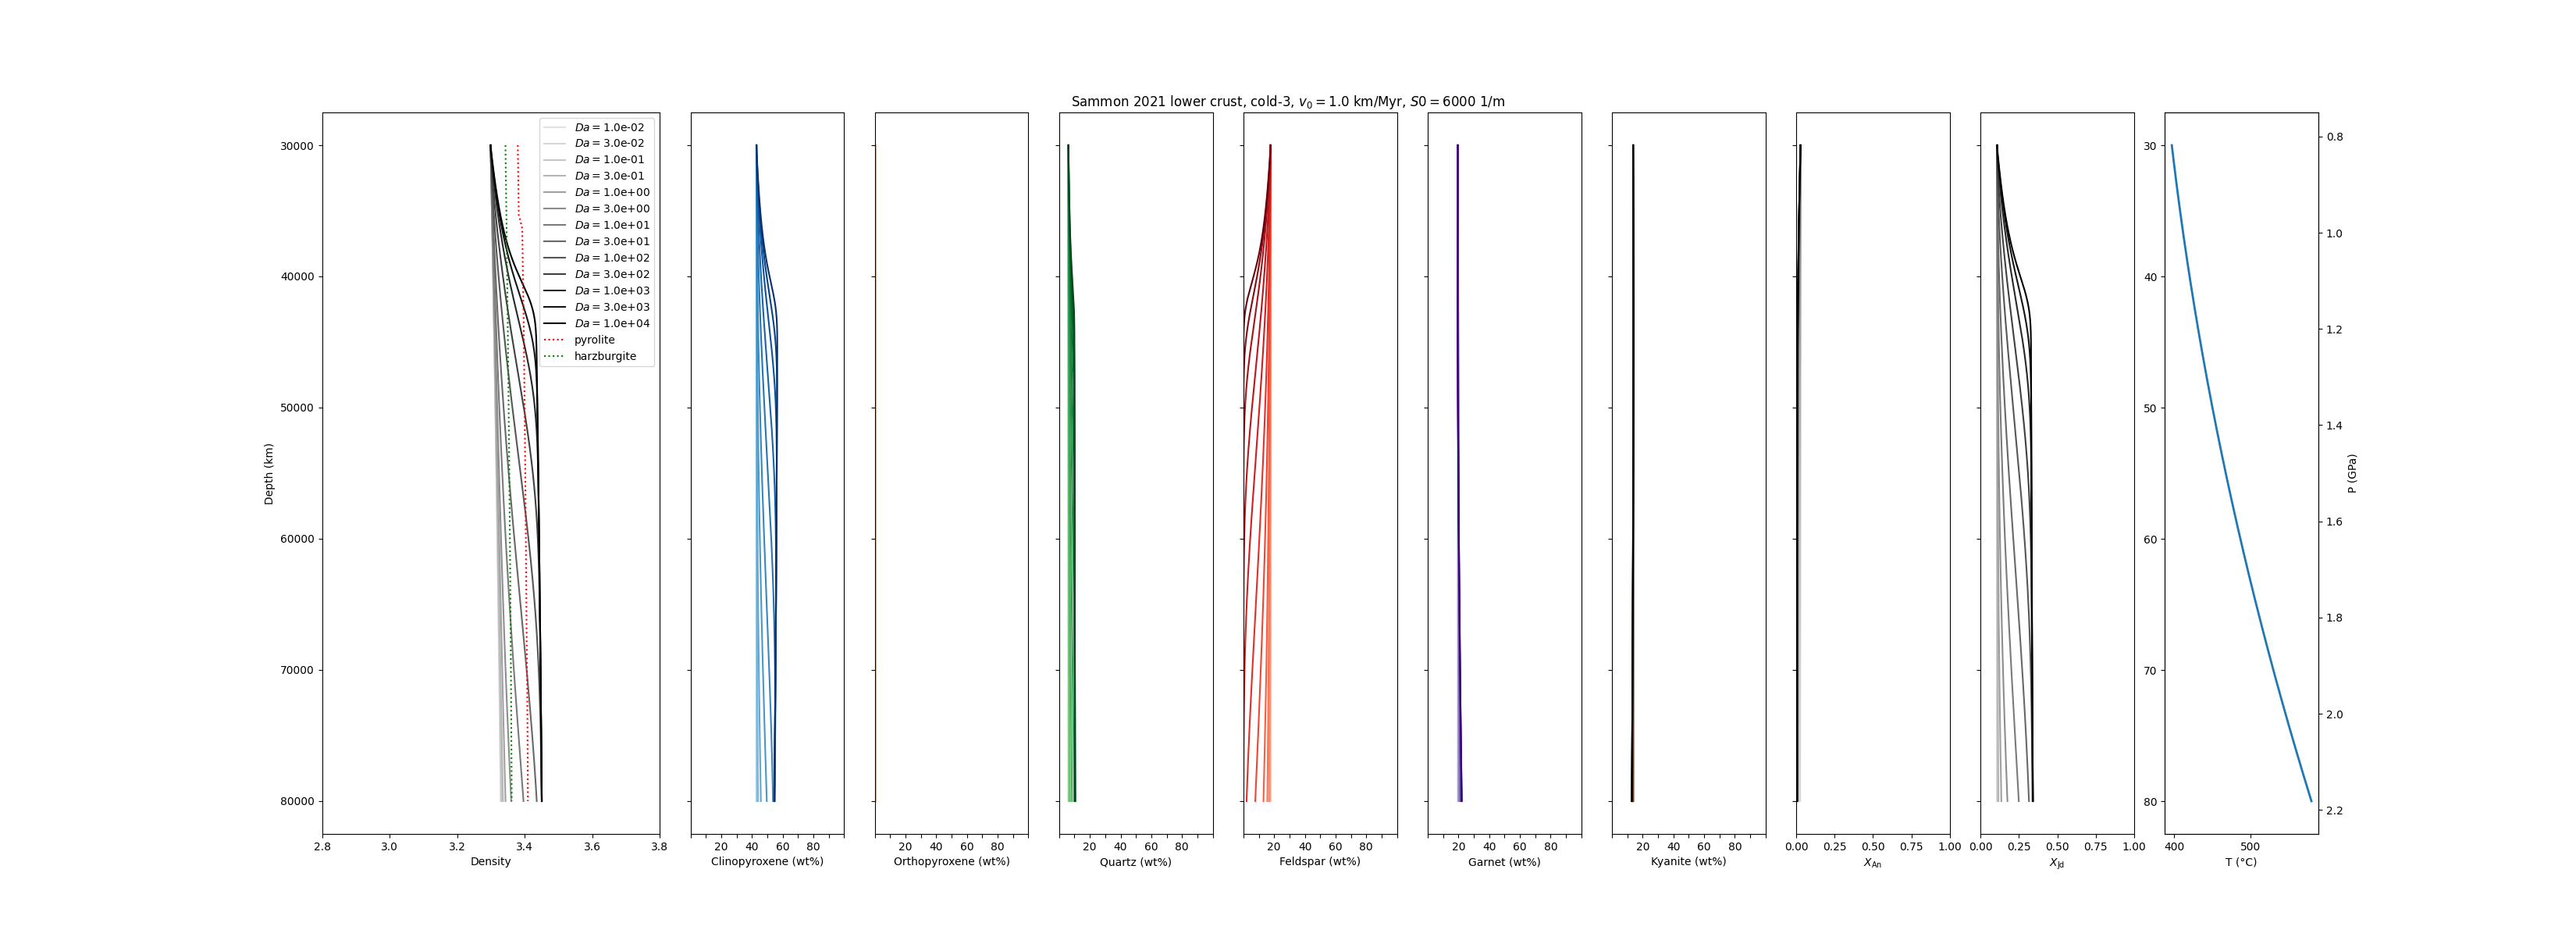 Sammon 2021 lower crust, cold-3, v₀ = 1.0 km/Myr, S0 = 6000 1/m
Da = 1.0e-02
Da = 3.0e-02
Da = 1.0e-01
Da = 3.0e-01
Da = 1.0e+00
Da = 3.0e+00
Da = 1.0e+01
Da = 3.0e+01
Da = 1.0e+02
Da = 3.0e+02
Da = 1.0e+03
Da = 3.0e+03
Da = 1.0e+04
pyrolite
harzburgite
Depth (km)
30000
40000
50000
60000
70000
80000
2.8 3.0 3.2 3.4 3.6 3.8
Density
20 40 60 80
Clinopyroxene (wt%)
20 40 60 80
Orthopyroxene (wt%)
20 40 60 80
Quartz (wt%)
20 40 60 80
Feldspar (wt%)
20 40 60 80
Garnet (wt%)
20 40 60 80
Kyanite (wt%)
0.00 0.25 0.50 0.75 1.00
X_An
0.00 0.25 0.50 0.75 1.00
X_Jd
30
40
50
60
70
80
400 500
T (°C)
0.8
1.0
1.2
1.4
1.6
1.8
2.0
2.2
P (GPa)